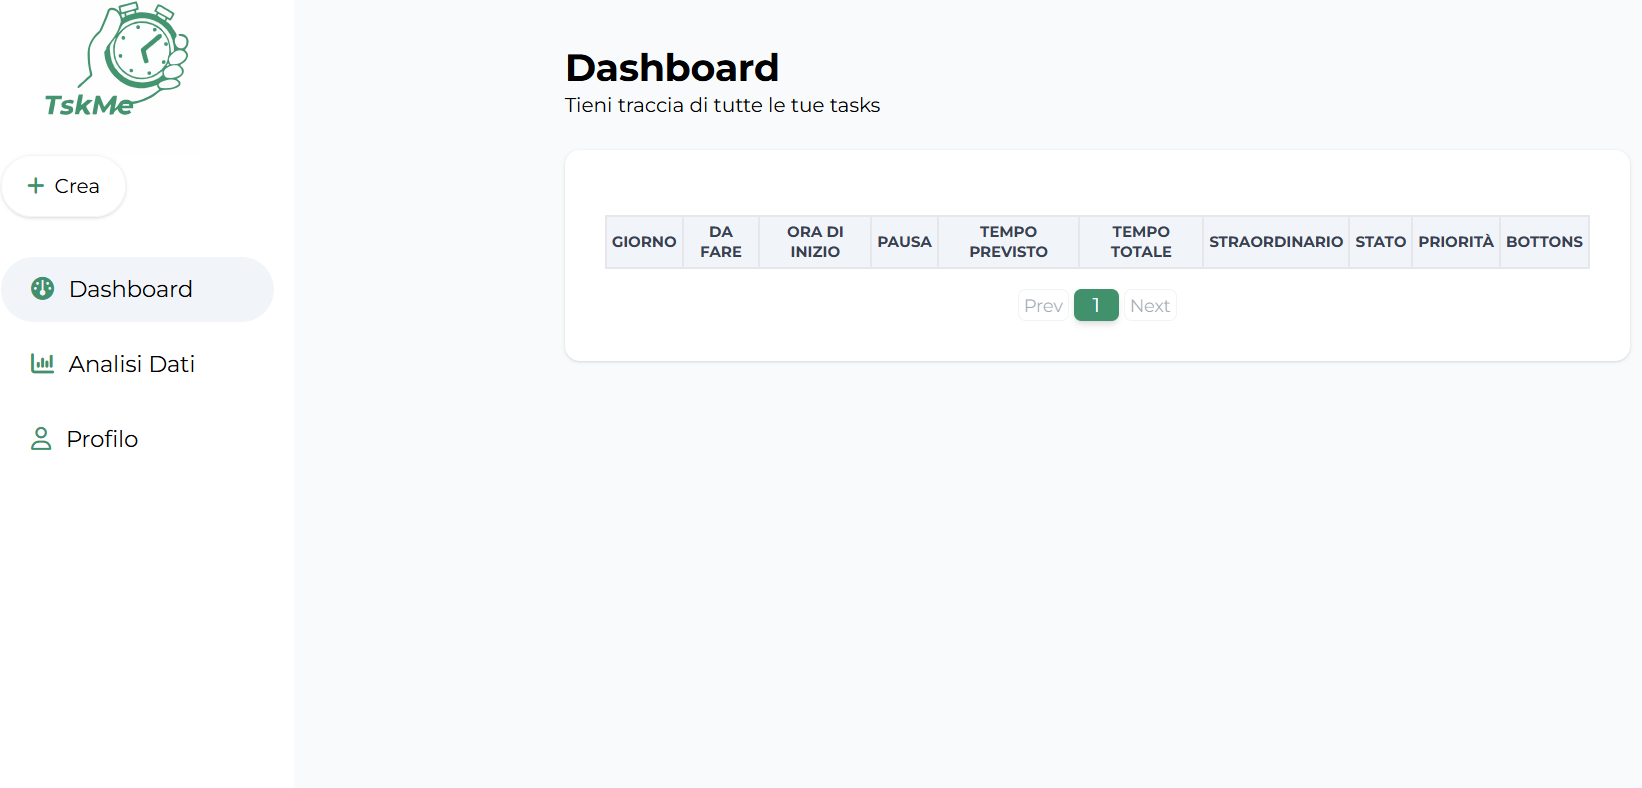 TskMe
+ Crea
Dashboard
Analisi Dati
Profilo
Dashboard
Tieni traccia di tutte le tue tasks
GIORNO DA FARE ORA DI INIZIO PAUSA TEMPO PREVISTO TEMPO TOTALE STRAORDINARIO STATO PRIORITÀ BOTTONS
Prev 1 Next